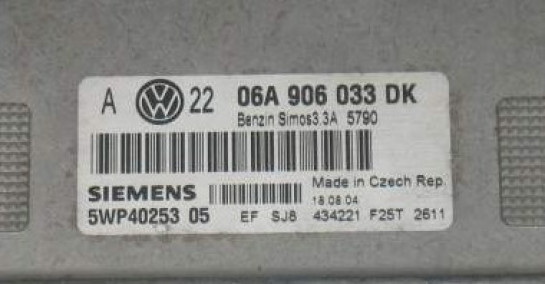 A VW 22 06A 906 033 DK
Benzin Simos3.3A 5790
SIEMENS Made in Czech Rep.
18.08.04
5WP40253 05 EF SJ8 434221 F25T 2611